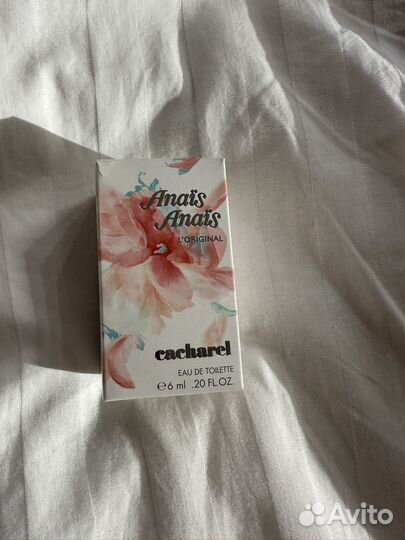 Anaïs
Anaïs
L'ORIGINAL
cacharel
EAU DE TOILETTE
℮6 ml .20 FL.OZ.
Avito